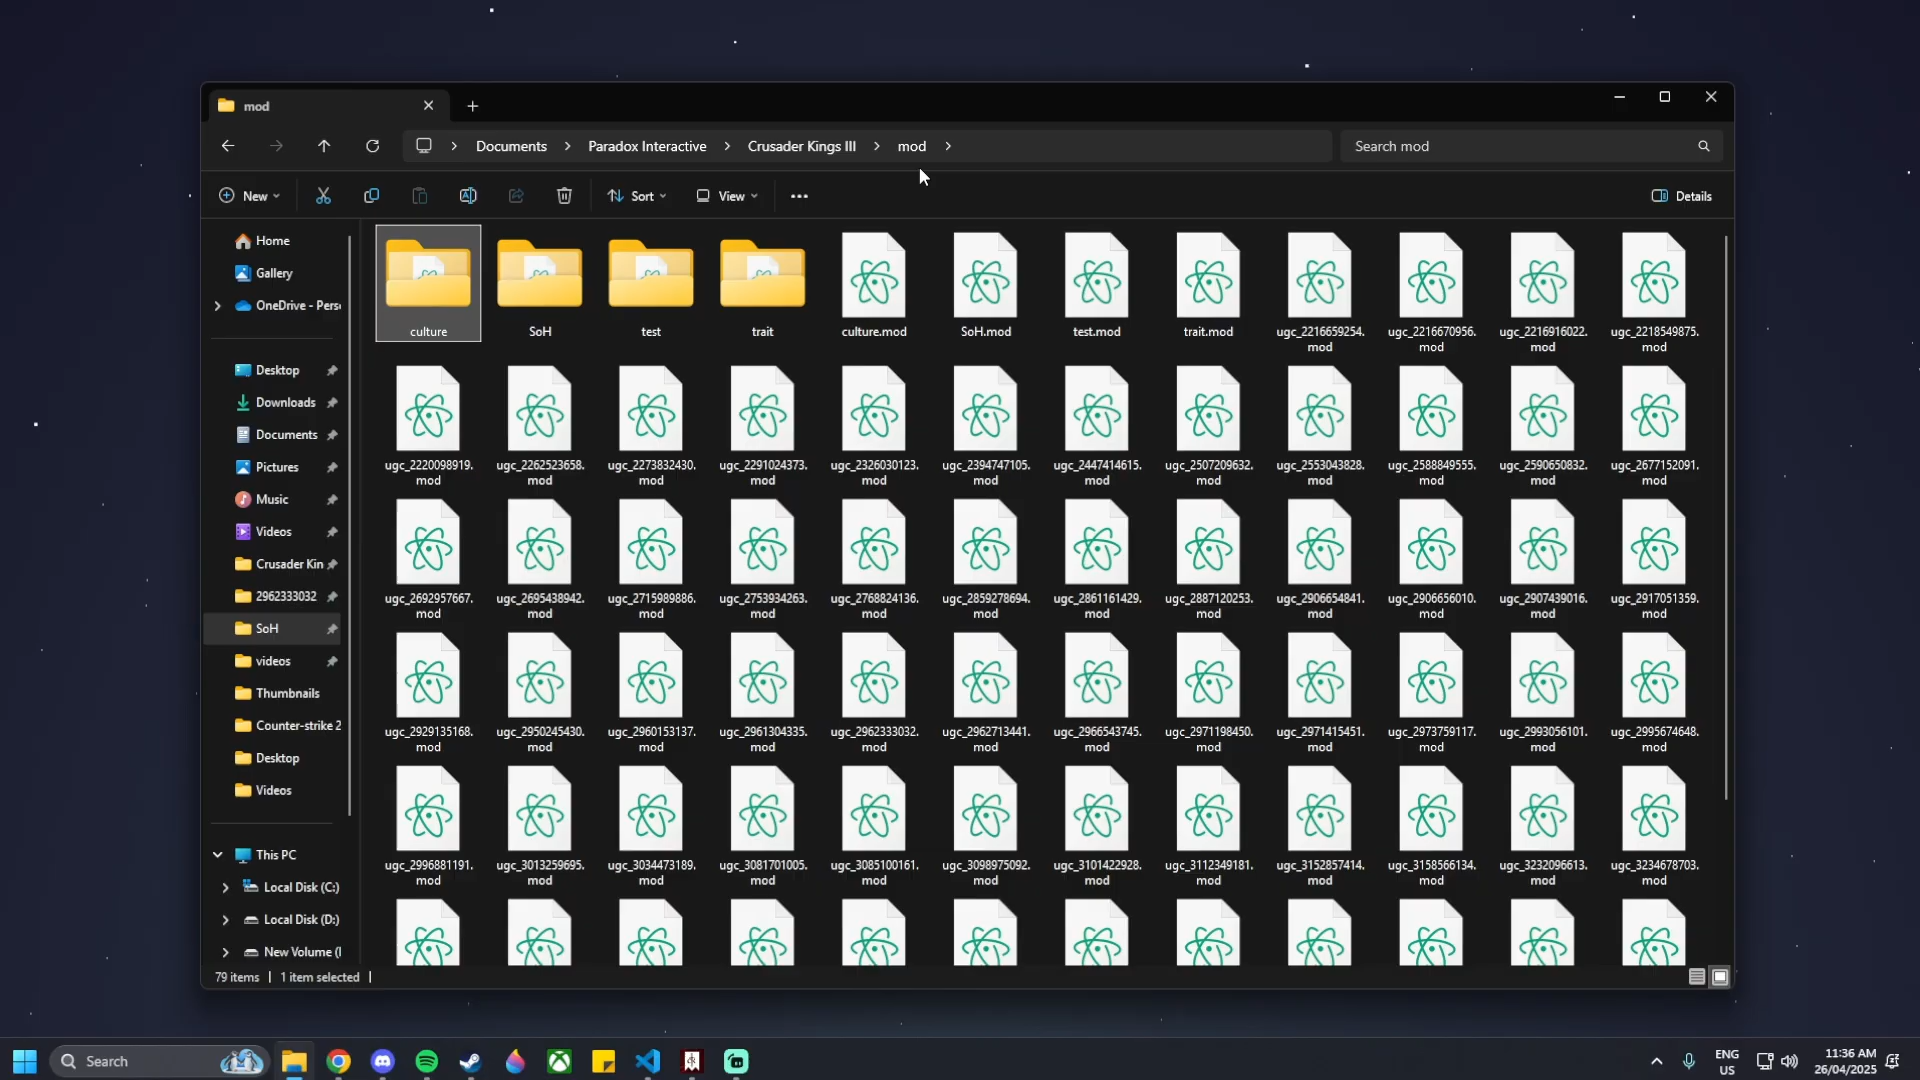 mod
Documents
Paradox Interactive
Crusader Kings III
mod
Search mod
New
Sort
View
Details
Home
Gallery
OneDrive - Pers
Desktop
Downloads
Documents
Pictures
Music
Videos
Crusader Kin
2962333032
SoH
videos
Thumbnails
Counter-strike 2
Desktop
Videos
This PC
Local Disk (C:)
Local Disk (D:)
New Volume (
culture
SoH
test
trait
culture.mod
SoH.mod
test.mod
trait.mod
ugc_2216659254.
mod
ugc_2216670956.
mod
ugc_2216916022.
mod
ugc_2218549875.
mod
ugc_2220098919.
mod
ugc_2262523658.
mod
ugc_2273832430.
mod
ugc_2291024373.
mod
ugc_2326030123.
mod
ugc_2394747105.
mod
ugc_2447414615.
mod
ugc_2507209632.
mod
ugc_2553043828.
mod
ugc_2588849555.
mod
ugc_2590650832.
mod
ugc_2677152091.
mod
ugc_2692957667.
mod
ugc_2695438942.
mod
ugc_2715989886.
mod
ugc_2753934263.
mod
ugc_2768824136.
mod
ugc_2859278694.
mod
ugc_2861161429.
mod
ugc_2887120253.
mod
ugc_2906654841.
mod
ugc_2906656010.
mod
ugc_2907439016.
mod
ugc_2917051359.
mod
ugc_2929135168.
mod
ugc_2950245430.
mod
ugc_2960153137.
mod
ugc_2961304335.
mod
ugc_2962333032.
mod
ugc_2962713441.
mod
ugc_2966543745.
mod
ugc_2971198450.
mod
ugc_2971415451.
mod
ugc_2973759117.
mod
ugc_2993056101.
mod
ugc_2995674648.
mod
ugc_2996881191.
mod
ugc_3013259695.
mod
ugc_3034473189.
mod
ugc_3081701005.
mod
ugc_3085100161.
mod
ugc_3098975092.
mod
ugc_3101422928.
mod
ugc_3112349181.
mod
ugc_3152857414.
mod
ugc_3158566134.
mod
ugc_3232096613.
mod
ugc_3234678703.
mod
79 items
1 item selected
Search
ENG
US
11:36 AM
26/04/2025